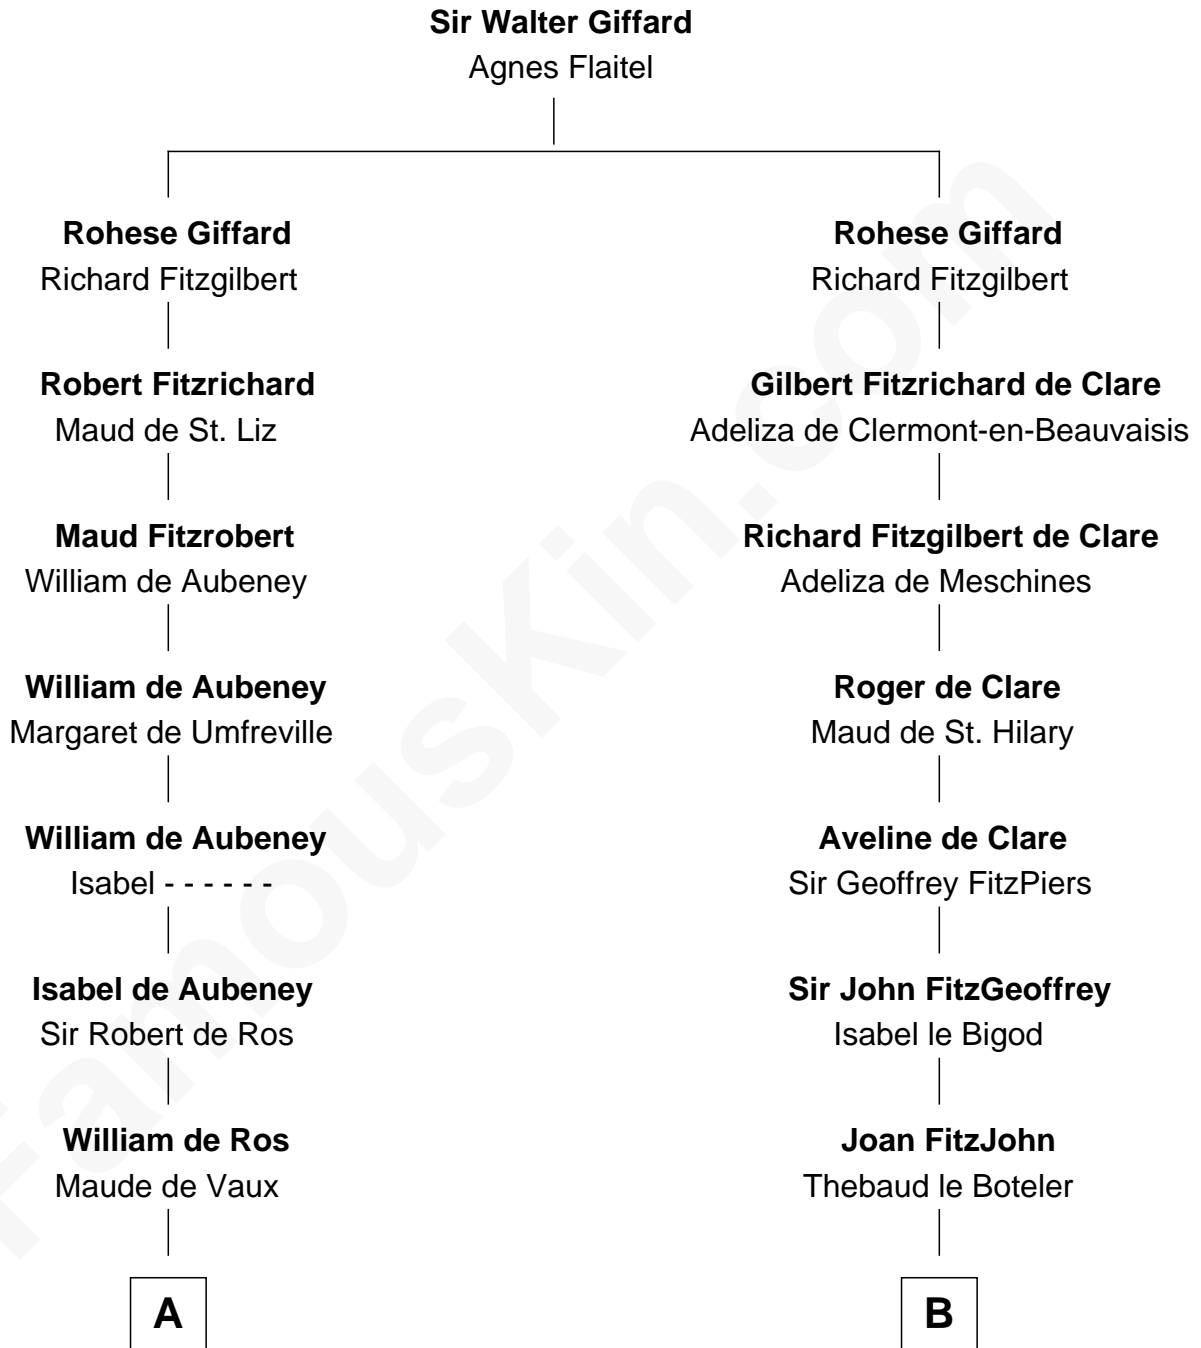 Sir Walter Giffard
Agnes Flaitel
Rohese Giffard
Richard Fitzgilbert
Robert Fitzrichard
Maud de St. Liz
Maud Fitzrobert
William de Aubeney
William de Aubeney
Margaret de Umfreville
William de Aubeney
Isabel - - - - - -
Isabel de Aubeney
Sir Robert de Ros
William de Ros
Maude de Vaux
A
Rohese Giffard
Richard Fitzgilbert
Gilbert Fitzrichard de Clare
Adeliza de Clermont-en-Beauvaisis
Richard Fitzgilbert de Clare
Adeliza de Meschines
Roger de Clare
Maud de St. Hilary
Aveline de Clare
Sir Geoffrey FitzPiers
Sir John FitzGeoffrey
Isabel le Bigod
Joan FitzJohn
Thebaud le Boteler
B
FamousKin.com